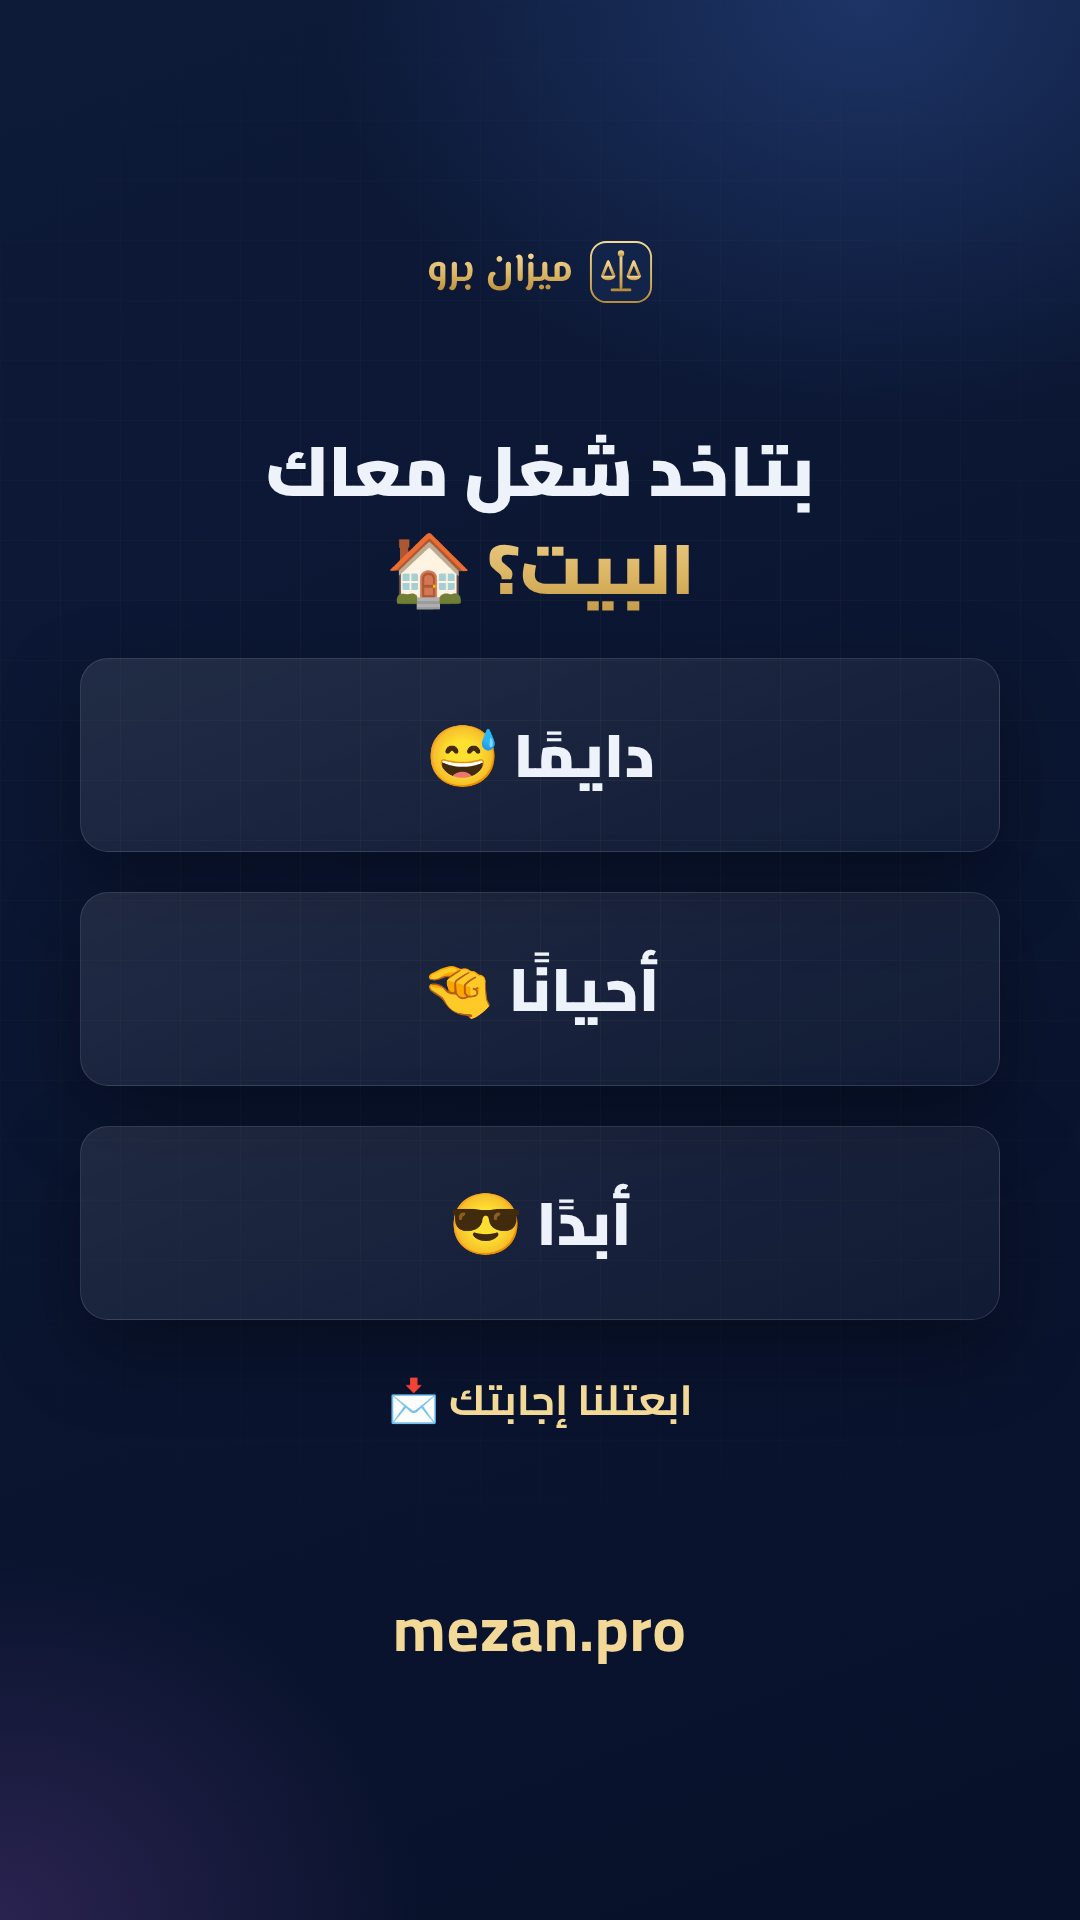 ميزان برو
بتاخد شغل معاك
البيت؟ 🏠
دايمًا 😅
أحيانًا 🤏
أبدًا 😎
ابعتلنا إجابتك 📩
mezan.pro